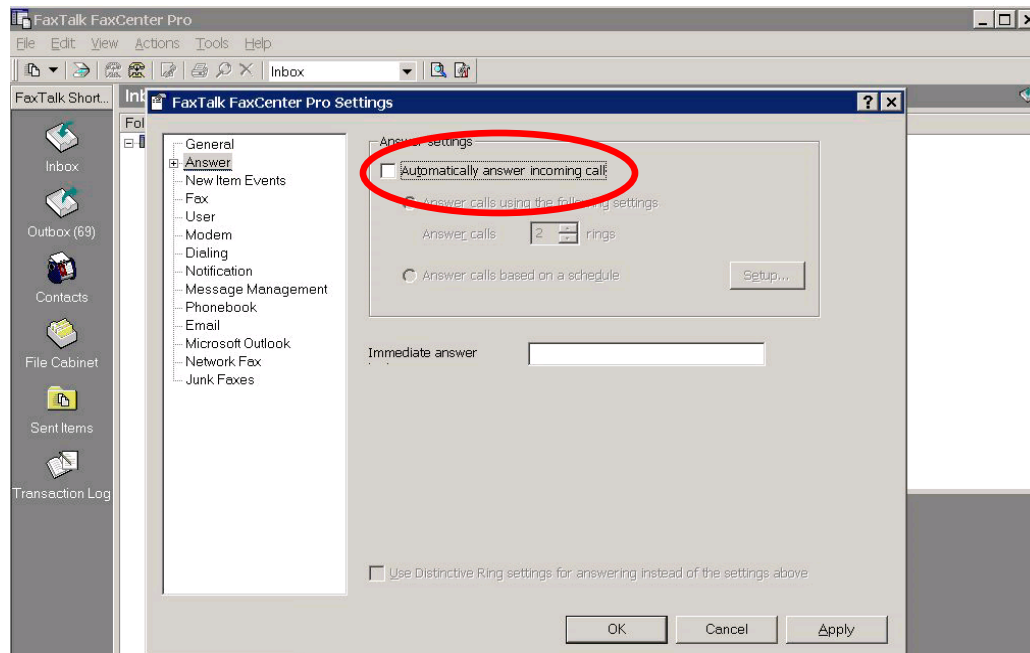 FaxTalk FaxCenter Pro
File Edit View Actions Tools Help
Inbox
FaxTalk Short...
Inb
Fol
Inbox
Outbox (69)
Contacts
File Cabinet
Sent Items
Transaction Log
FaxTalk FaxCenter Pro Settings
General
Answer
New Item Events
Fax
User
Modem
Dialing
Notification
Message Management
Phonebook
Email
Microsoft Outlook
Network Fax
Junk Faxes
Answer settings
Automatically answer incoming call
Answer calls using the following settings
Answer calls 2 rings
Answer calls based on a schedule Setup...
Immediate answer
Use Distinctive Ring settings for answering instead of the settings above
OK Cancel Apply